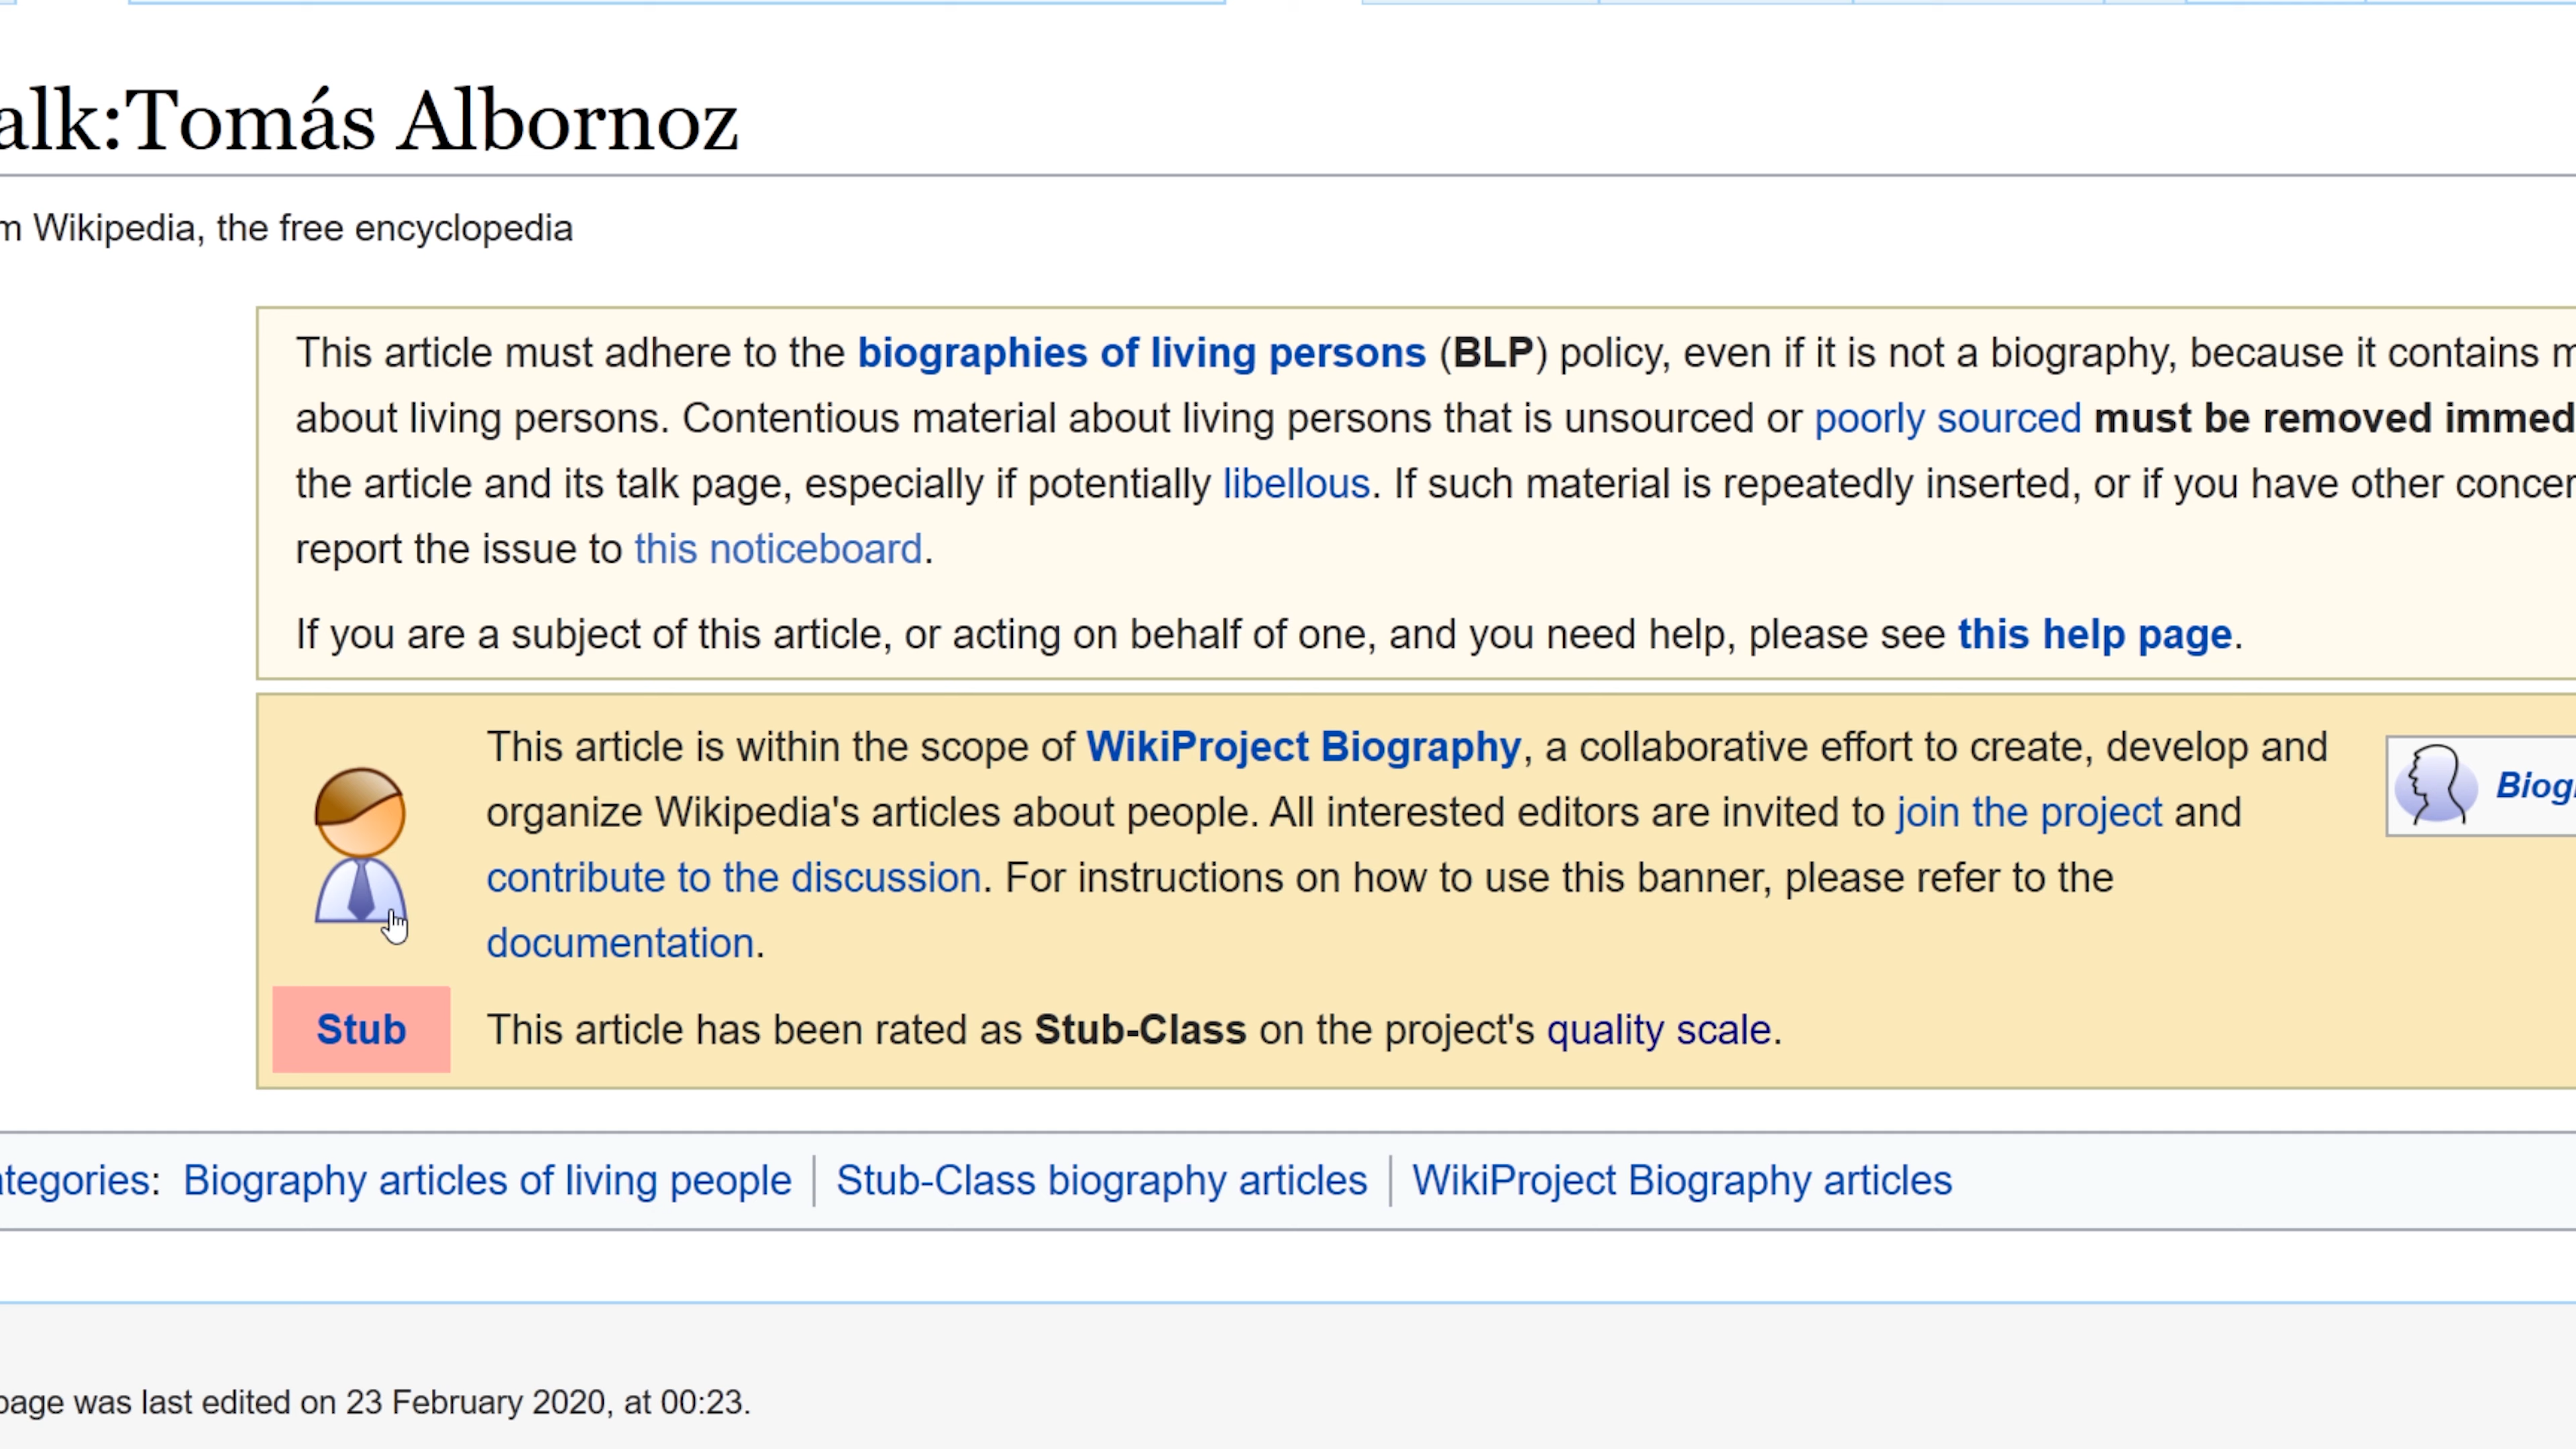 alk:Tomás Albornoz
m Wikipedia, the free encyclopedia
This article must adhere to the biographies of living persons (BLP) policy, even if it is not a biography, because it contains m
about living persons. Contentious material about living persons that is unsourced or poorly sourced must be removed immed
the article and its talk page, especially if potentially libellous. If such material is repeatedly inserted, or if you have other concer
report the issue to this noticeboard.
If you are a subject of this article, or acting on behalf of one, and you need help, please see this help page.
This article is within the scope of WikiProject Biography, a collaborative effort to create, develop and
organize Wikipedia's articles about people. All interested editors are invited to join the project and
contribute to the discussion. For instructions on how to use this banner, please refer to the
documentation.
Biog
Stub This article has been rated as Stub-Class on the project's quality scale.
ategories: Biography articles of living people | Stub-Class biography articles | WikiProject Biography articles
page was last edited on 23 February 2020, at 00:23.